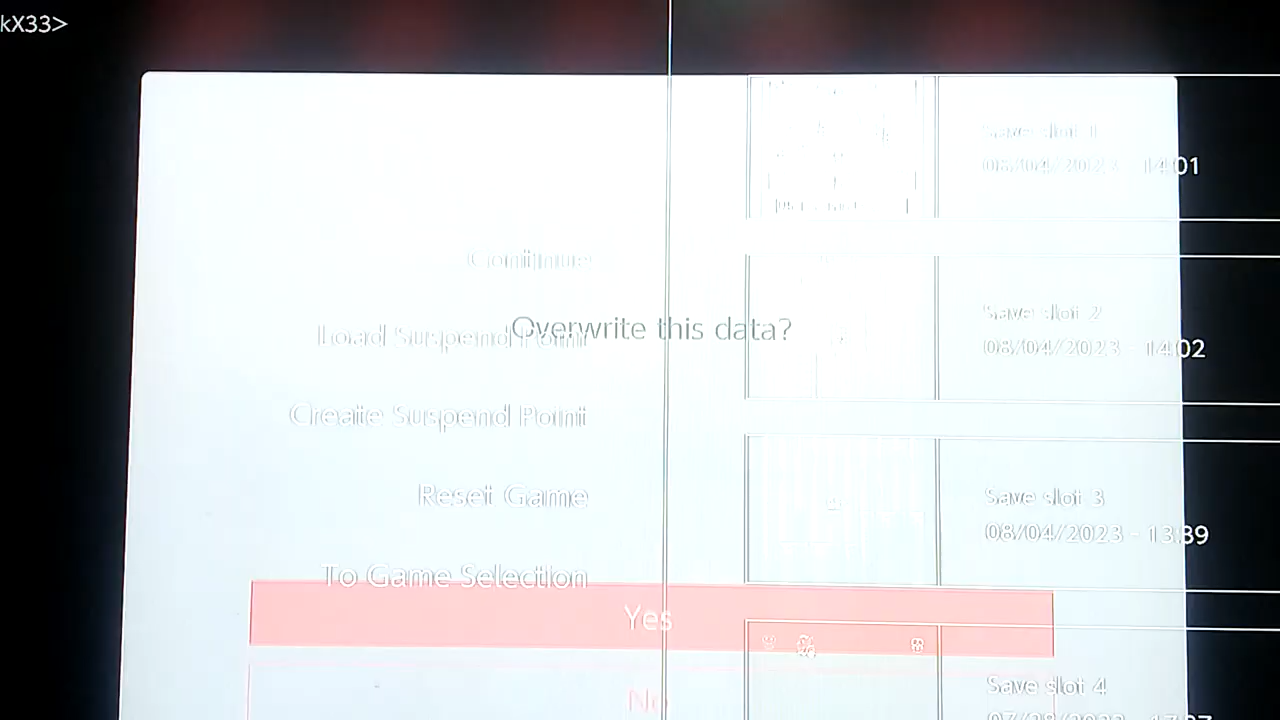 kX33>
Save slot 1
08/04/2023 - 14:01
Continue
Overwrite this data?
Load Suspend Point
Save slot 2
08/04/2023 - 14:02
Create Suspend Point
Reset Game
Save slot 3
08/04/2023 - 13:39
To Game Selection
Yes
No
Save slot 4